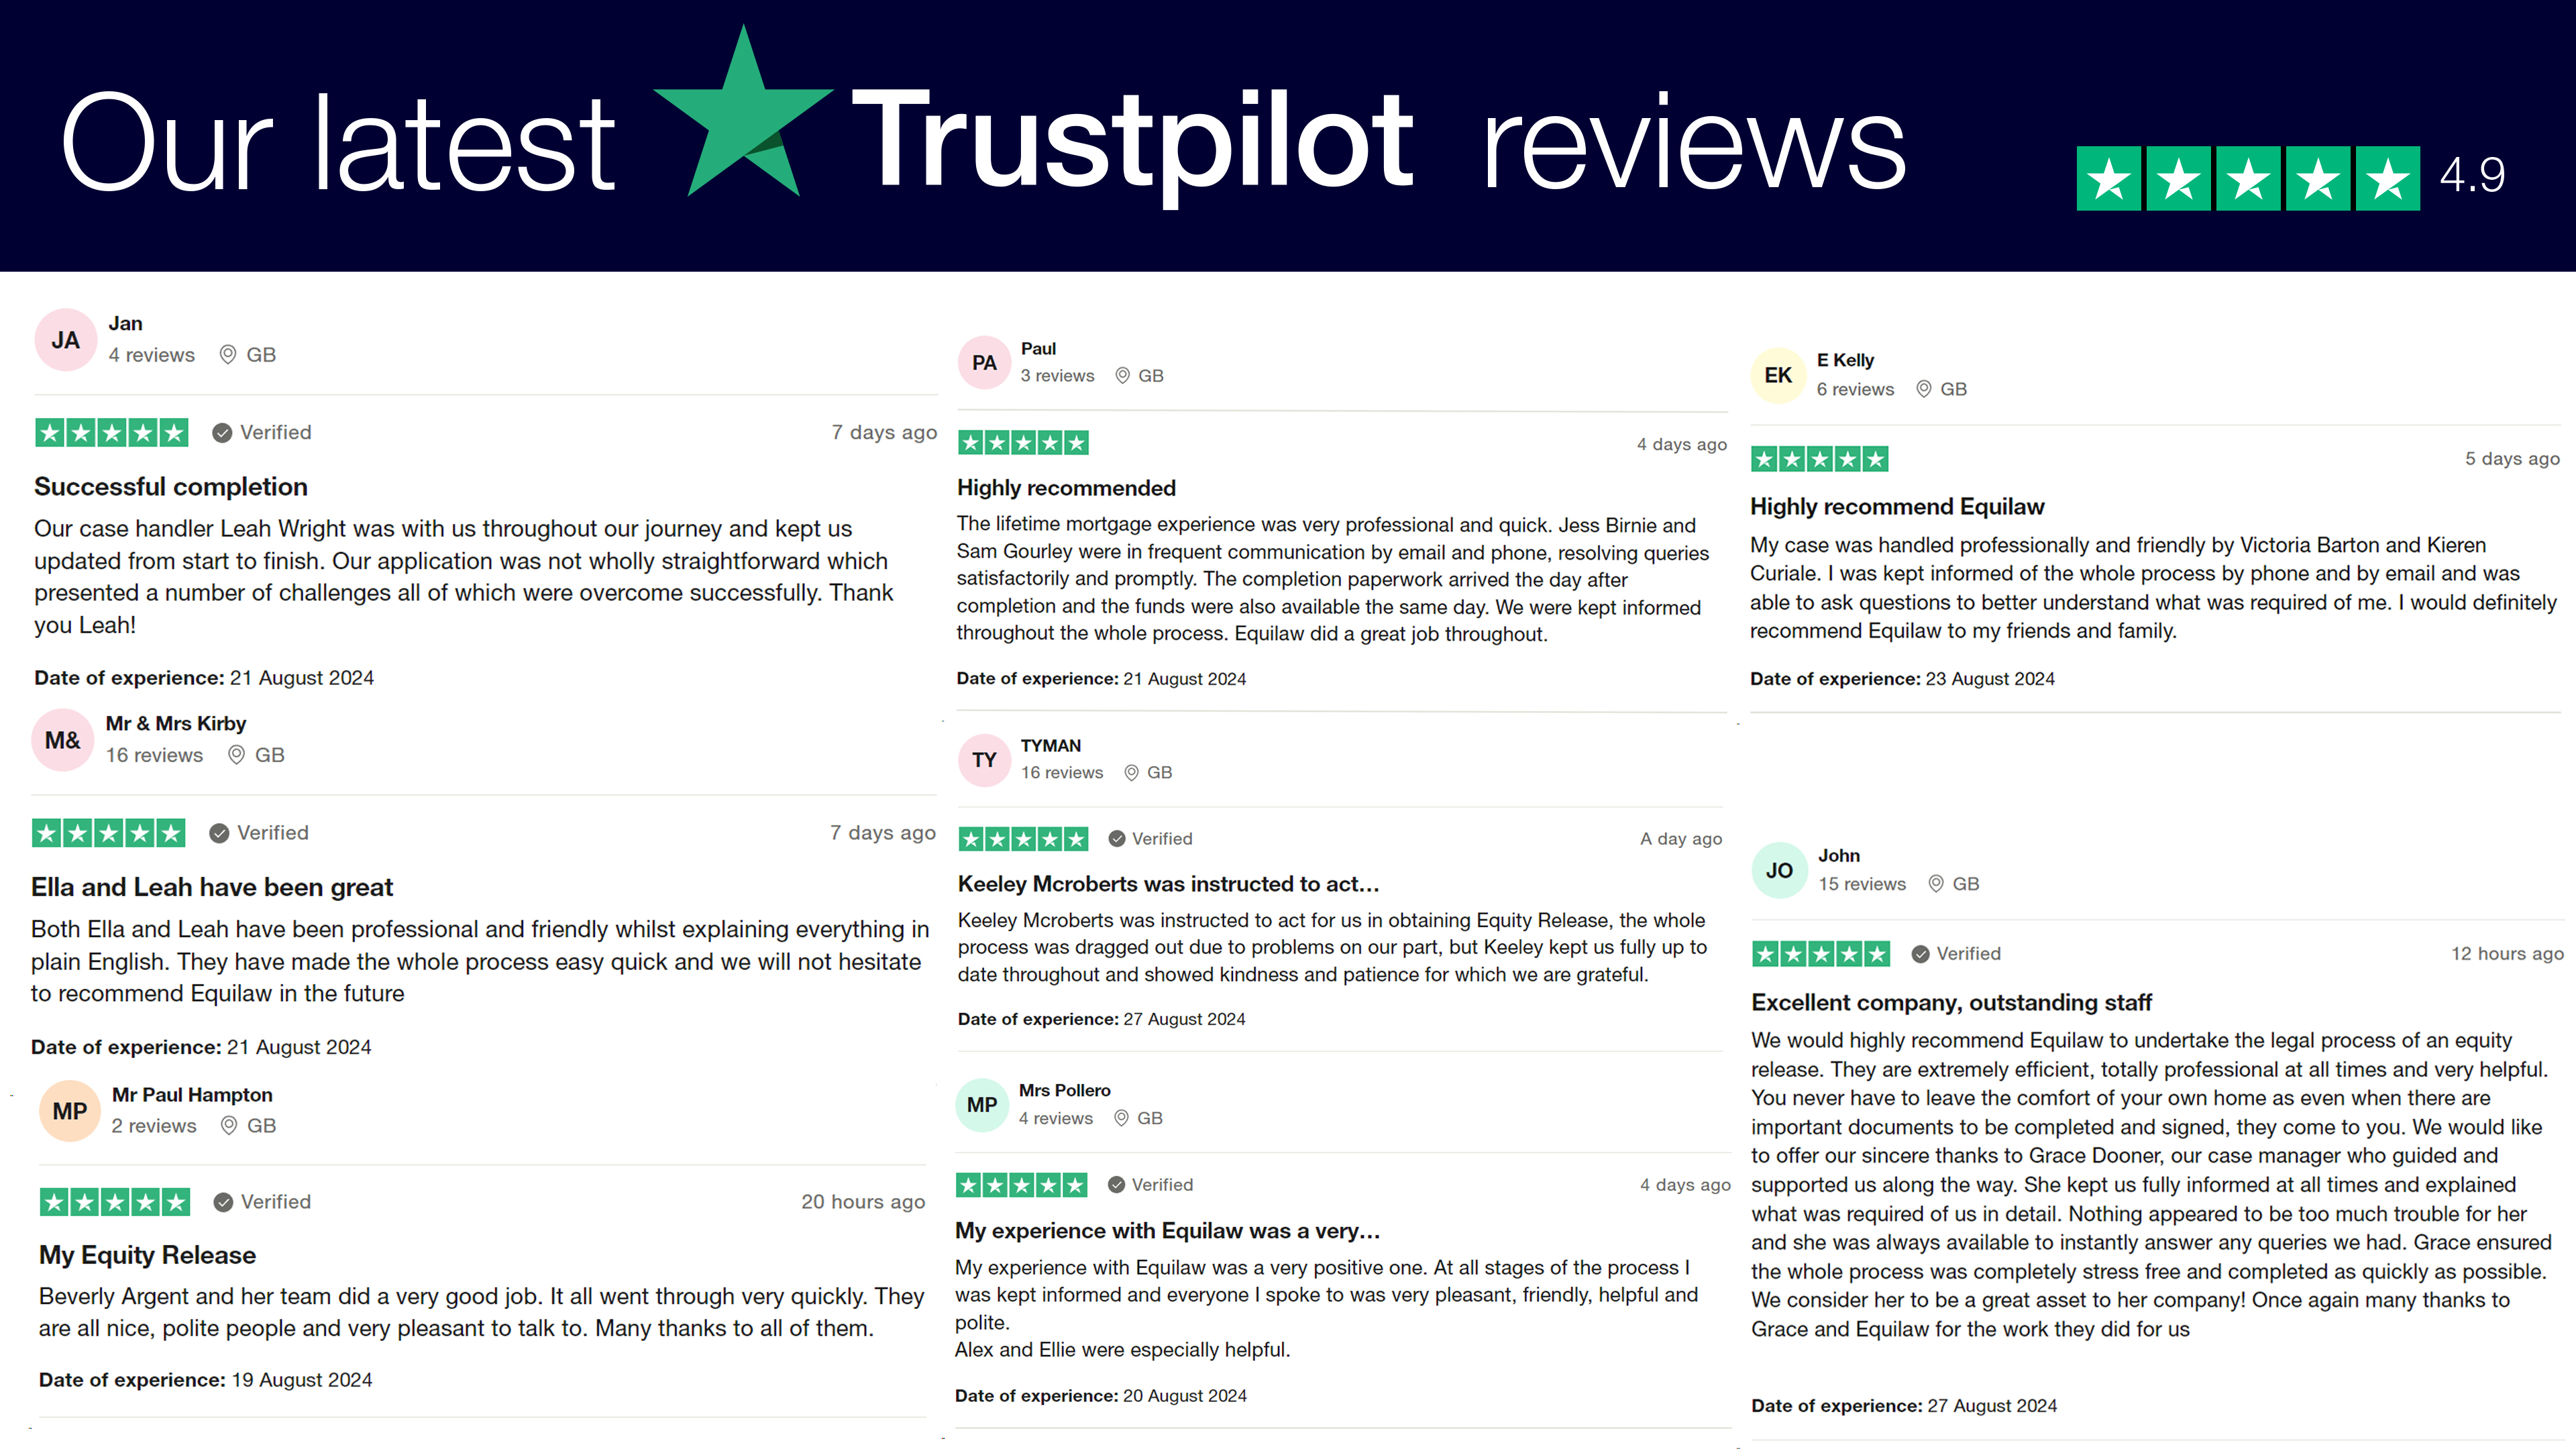 Our latest Trustpilot reviews
4.9
JA
Jan
4 reviews GB
Verified
7 days ago
Successful completion
Our case handler Leah Wright was with us throughout our journey and kept us
updated from start to finish. Our application was not wholly straightforward which
presented a number of challenges all of which were overcome successfully. Thank
you Leah!
Date of experience: 21 August 2024
M&
Mr & Mrs Kirby
16 reviews GB
Verified
7 days ago
Ella and Leah have been great
Both Ella and Leah have been professional and friendly whilst explaining everything in
plain English. They have made the whole process easy quick and we will not hesitate
to recommend Equilaw in the future
Date of experience: 21 August 2024
MP
Mr Paul Hampton
2 reviews GB
Verified
20 hours ago
My Equity Release
Beverly Argent and her team did a very good job. It all went through very quickly. They
are all nice, polite people and very pleasant to talk to. Many thanks to all of them.
Date of experience: 19 August 2024
PA
Paul
3 reviews GB
4 days ago
Highly recommended
The lifetime mortgage experience was very professional and quick. Jess Birnie and
Sam Gourley were in frequent communication by email and phone, resolving queries
satisfactorily and promptly. The completion paperwork arrived the day after
completion and the funds were also available the same day. We were kept informed
throughout the whole process. Equilaw did a great job throughout.
Date of experience: 21 August 2024
TY
TYMAN
16 reviews GB
Verified
A day ago
Keeley Mcroberts was instructed to act…
Keeley Mcroberts was instructed to act for us in obtaining Equity Release, the whole
process was dragged out due to problems on our part, but Keeley kept us fully up to
date throughout and showed kindness and patience for which we are grateful.
Date of experience: 27 August 2024
MP
Mrs Pollero
4 reviews GB
Verified
4 days ago
My experience with Equilaw was a very…
My experience with Equilaw was a very positive one. At all stages of the process I
was kept informed and everyone I spoke to was very pleasant, friendly, helpful and
polite.
Alex and Ellie were especially helpful.
Date of experience: 20 August 2024
EK
E Kelly
6 reviews GB
5 days ago
Highly recommend Equilaw
My case was handled professionally and friendly by Victoria Barton and Kieren
Curiale. I was kept informed of the whole process by phone and by email and was
able to ask questions to better understand what was required of me. I would definitely
recommend Equilaw to my friends and family.
Date of experience: 23 August 2024
JO
John
15 reviews GB
Verified
12 hours ago
Excellent company, outstanding staff
We would highly recommend Equilaw to undertake the legal process of an equity
release. They are extremely efficient, totally professional at all times and very helpful.
You never have to leave the comfort of your own home as even when there are
important documents to be completed and signed, they come to you. We would like
to offer our sincere thanks to Grace Dooner, our case manager who guided and
supported us along the way. She kept us fully informed at all times and explained
what was required of us in detail. Nothing appeared to be too much trouble for her
and she was always available to instantly answer any queries we had. Grace ensured
the whole process was completely stress free and completed as quickly as possible.
We consider her to be a great asset to her company! Once again many thanks to
Grace and Equilaw for the work they did for us
Date of experience: 27 August 2024